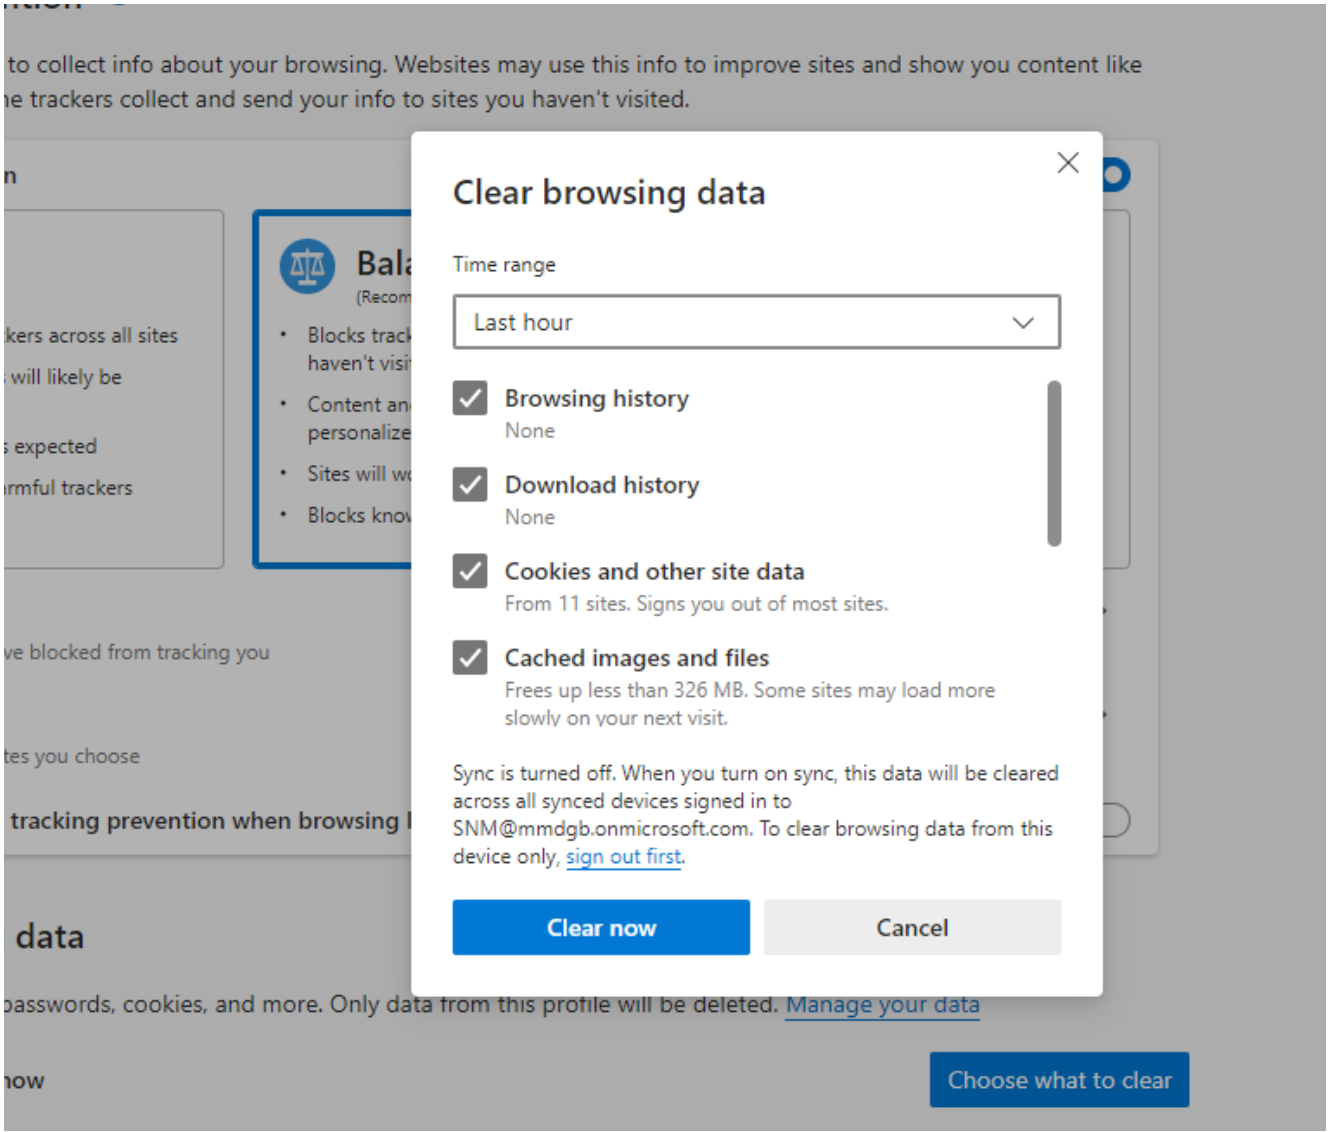 to collect info about your browsing. Websites may use this info to improve sites and show you content like
trackers collect and send your info to sites you haven't visited.
Clear browsing data
Time range
Last hour
Browsing history
None
Download history
None
Cookies and other site data
From 11 sites. Signs you out of most sites.
Cached images and files
Frees up less than 326 MB. Some sites may load more
slowly on your next visit.
Sync is turned off. When you turn on sync, this data will be cleared
across all synced devices signed in to
SNM@mmdgb.onmicrosoft.com. To clear browsing data from this
device only, sign out first.
Clear now
Cancel
across all sites
will likely be
expected
trackers
(Recom
• Blocks track
haven't visi
• Content an
personalize
• Sites will wo
• Blocks know
blocked from tracking you
you choose
tracking prevention when browsing I
data
passwords, cookies, and more. Only data from this profile will be deleted. Manage your data
now
Choose what to clear